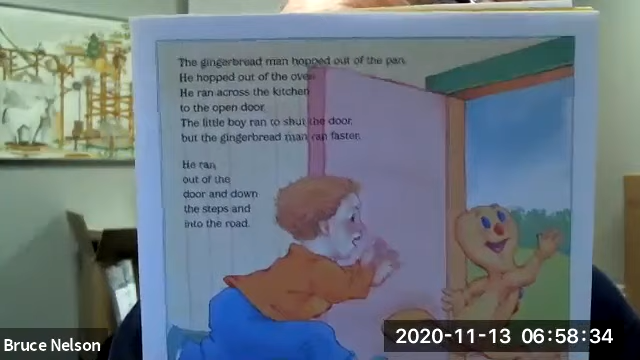 The gingerbread man hopped out of the pan.
He hopped out of the oven
He ran across the kitchen
to the open door.
The little boy ran to shut the door,
but the gingerbread man ran faster.
He ran
out of the
door and down
the steps and
into the road.
Bruce Nelson
2020-11-13 06:58:34